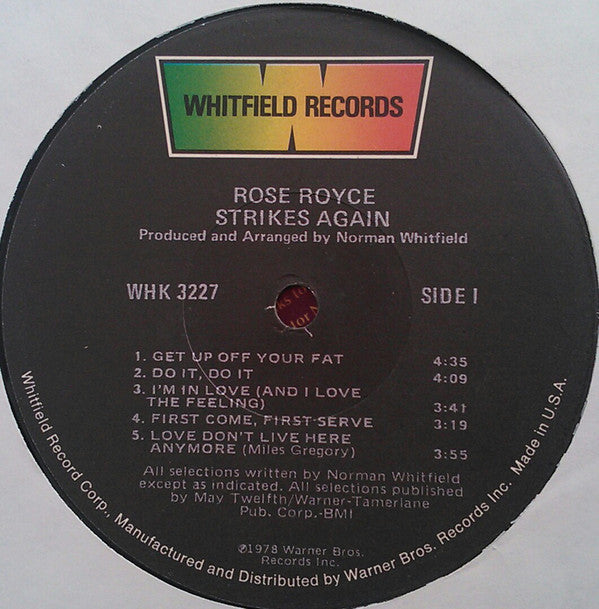 WHITFIELD RECORDS
ROSE ROYCE
STRIKES AGAIN
Produced and Arranged by Norman Whitfield
WHK 3227
SIDE I
1. GET UP OFF YOUR FAT 4:35
2. DO IT, DO IT 4:09
3. I'M IN LOVE (AND I LOVE
THE FEELING) 3:41
4. FIRST COME, FIRST SERVE 3:19
5. LOVE DON'T LIVE HERE
ANYMORE (Miles Gregory) 3:55
All selections written by Norman Whitfield
except as indicated. All selections published
by May Twelfth/Warner-Tamerlane
Pub. Corp.-BMI
℗1978 Warner Bros.
Records Inc.
Whitfield Record Corp., Manufactured and Distributed by Warner Bros. Records Inc. Made in U.S.A.